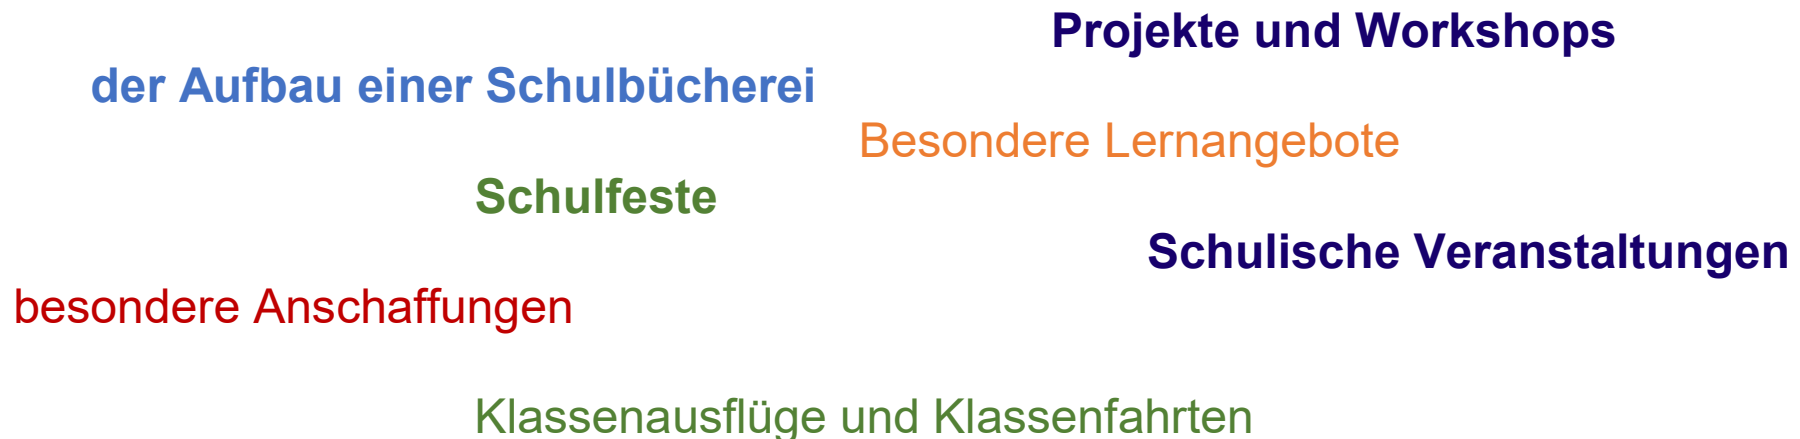 Projekte und Workshops
der Aufbau einer Schulbücherei
Besondere Lernangebote
Schulfeste
Schulische Veranstaltungen
besondere Anschaffungen
Klassenausflüge und Klassenfahrten